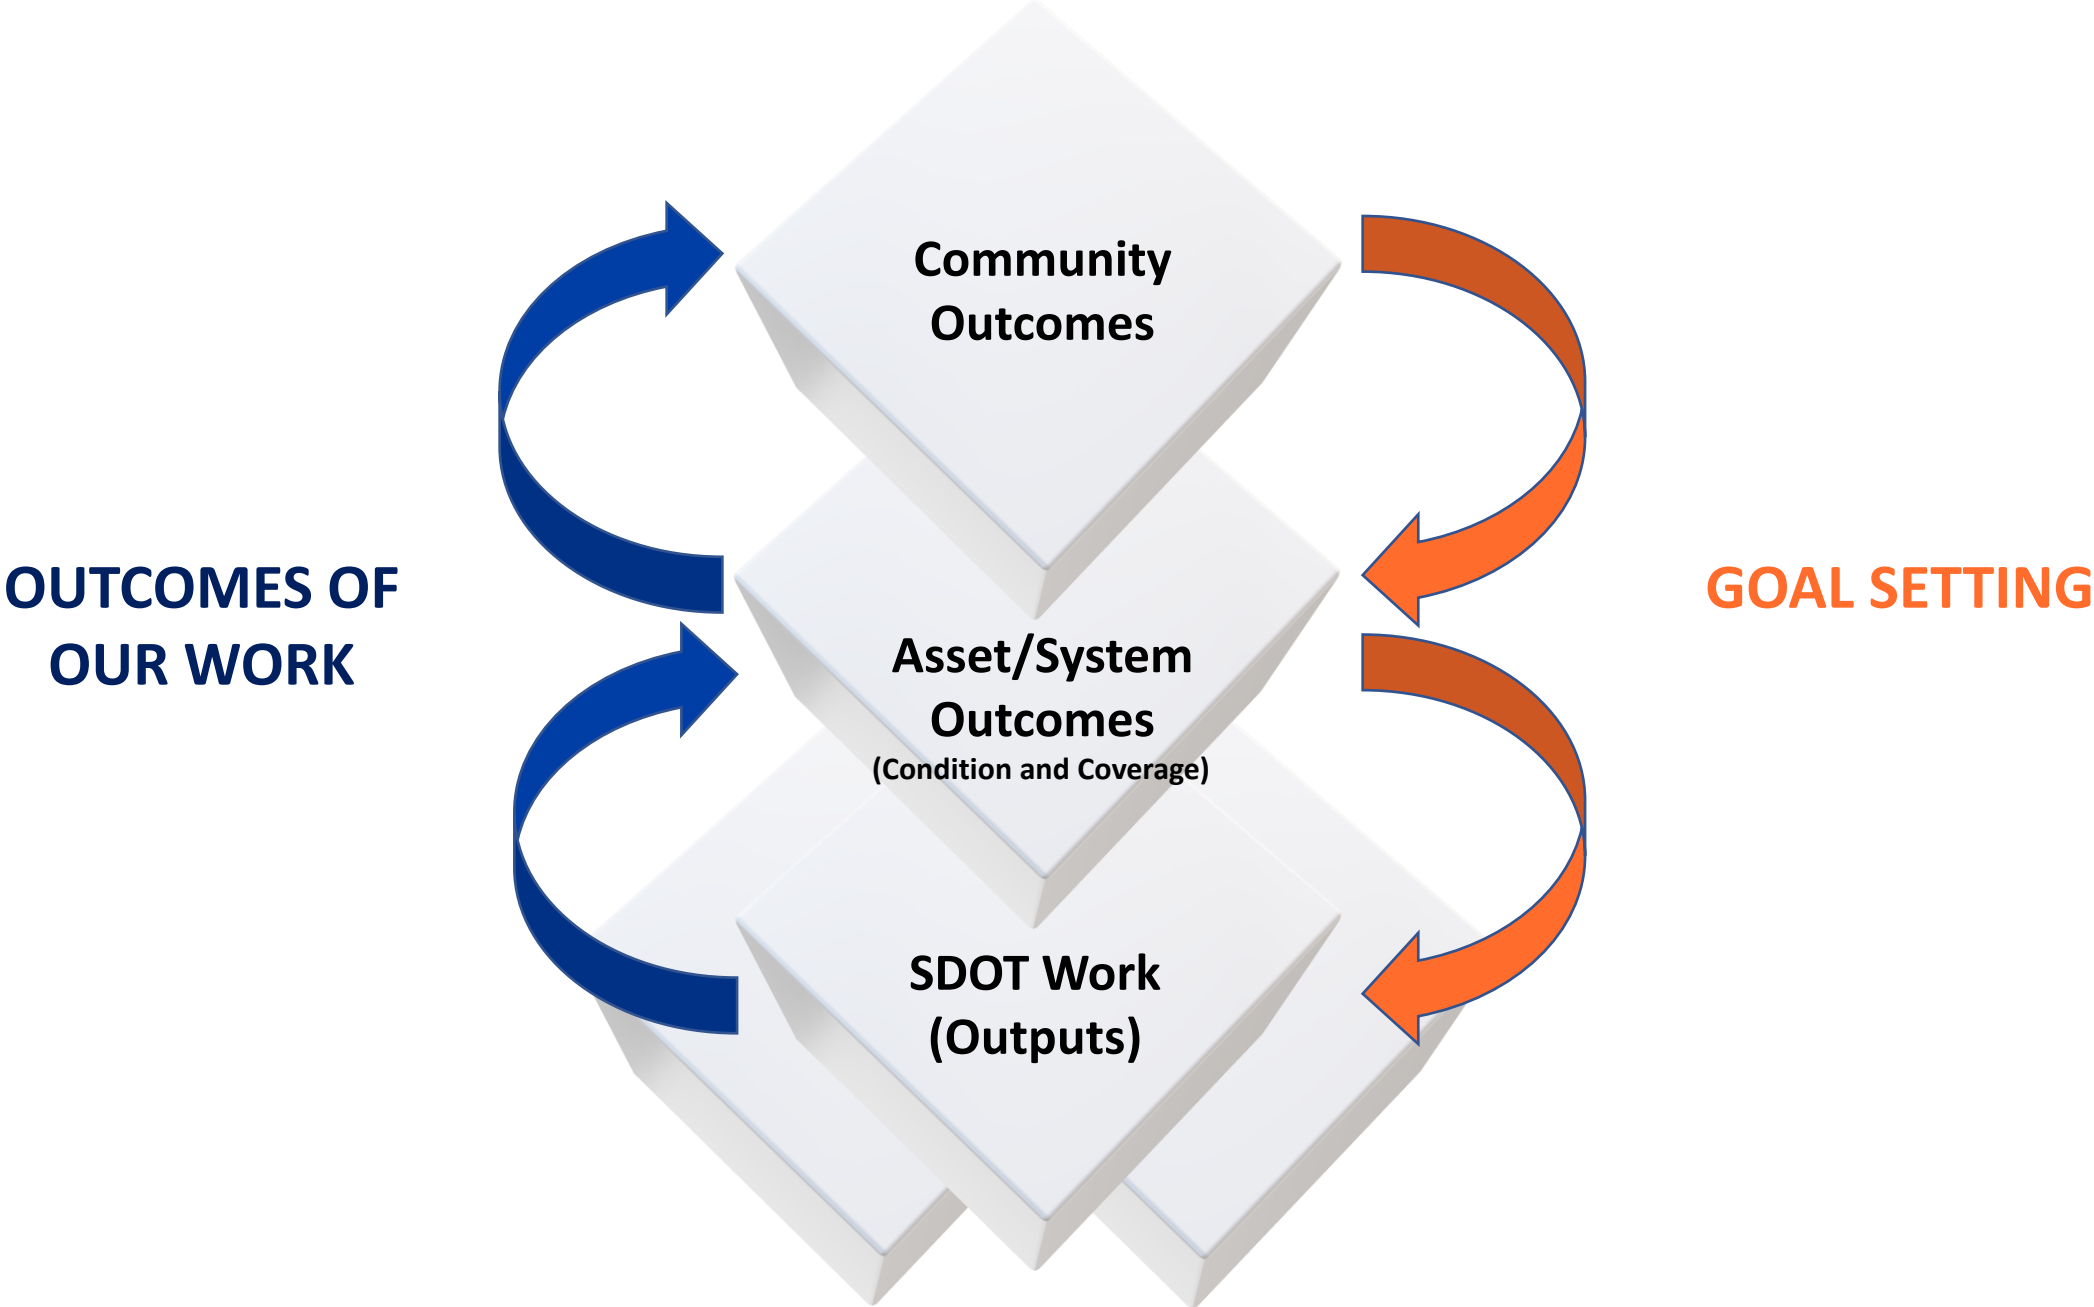 Community
Outcomes
OUTCOMES OF
OUR WORK
GOAL SETTING
Asset/System
Outcomes
(Condition and Coverage)
SDOT Work
(Outputs)